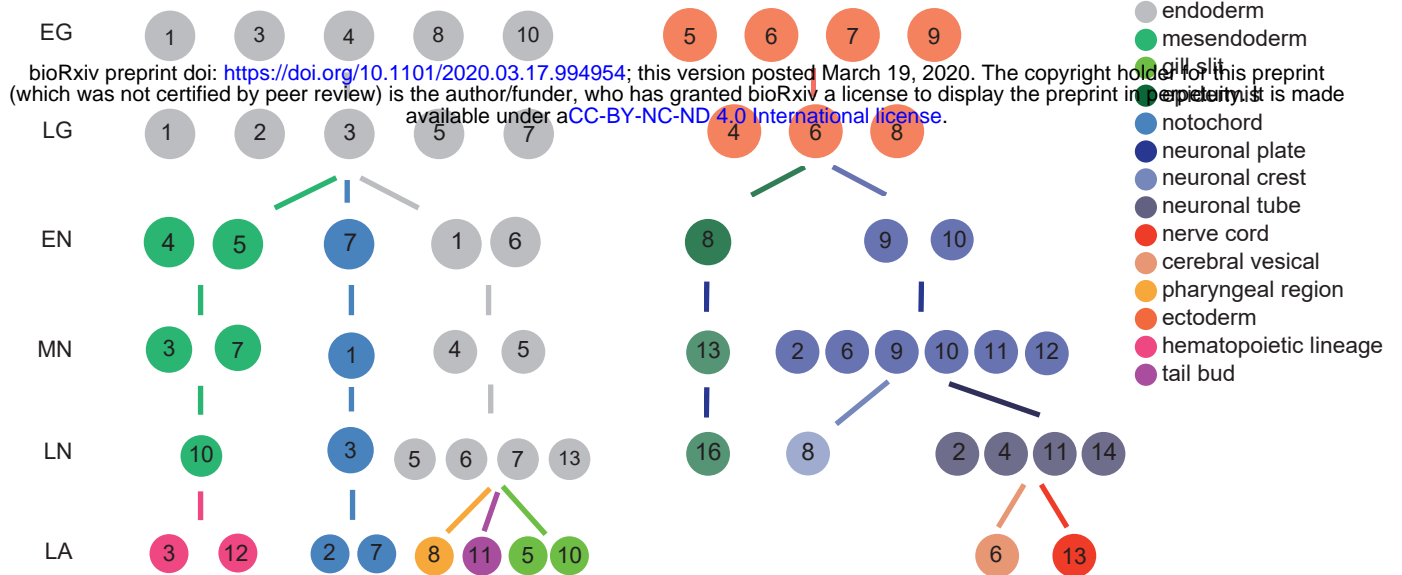 EG 1 3 4 8 10 5 6 7 9
endoderm
mesendoderm
gill slit
epidermis
bioRxiv preprint doi: https://doi.org/10.1101/2020.03.17.994954; this version posted March 19, 2020. The copyright holder for this preprint
(which was not certified by peer review) is the author/funder, who has granted bioRxiv a license to display the preprint in perpetuity. It is made
available under aCC-BY-NC-ND 4.0 International license.
LG 1 2 3 5 7 4 6 8
notochord
neuronal plate
neuronal crest
neuronal tube
EN 4 5 7 1 6 8 9 10
nerve cord
cerebral vesical
pharyngeal region
ectoderm
MN 3 7 1 4 5 13 2 6 9 10 11 12
hematopoietic lineage
tail bud
LN 10 3 5 6 7 13 16 8 2 4 11 14
LA 3 12 2 7 8 11 5 10 6 13